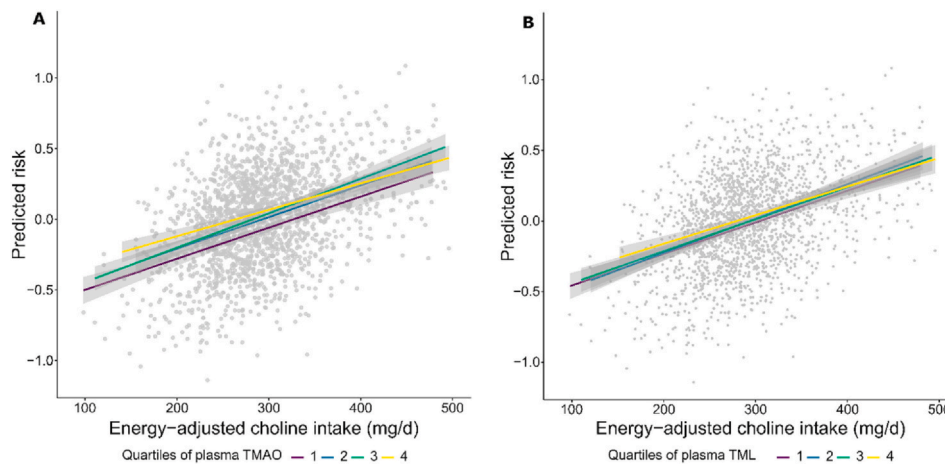 A
Predicted risk
1.0
0.5
0.0
−0.5
−1.0
100 200 300 400 500
Energy−adjusted choline intake (mg/d)
Quartiles of plasma TMAO 1 2 3 4
B
Predicted risk
1.0
0.5
0.0
−0.5
−1.0
100 200 300 400 500
Energy−adjusted choline intake (mg/d)
Quartiles of plasma TML 1 2 3 4